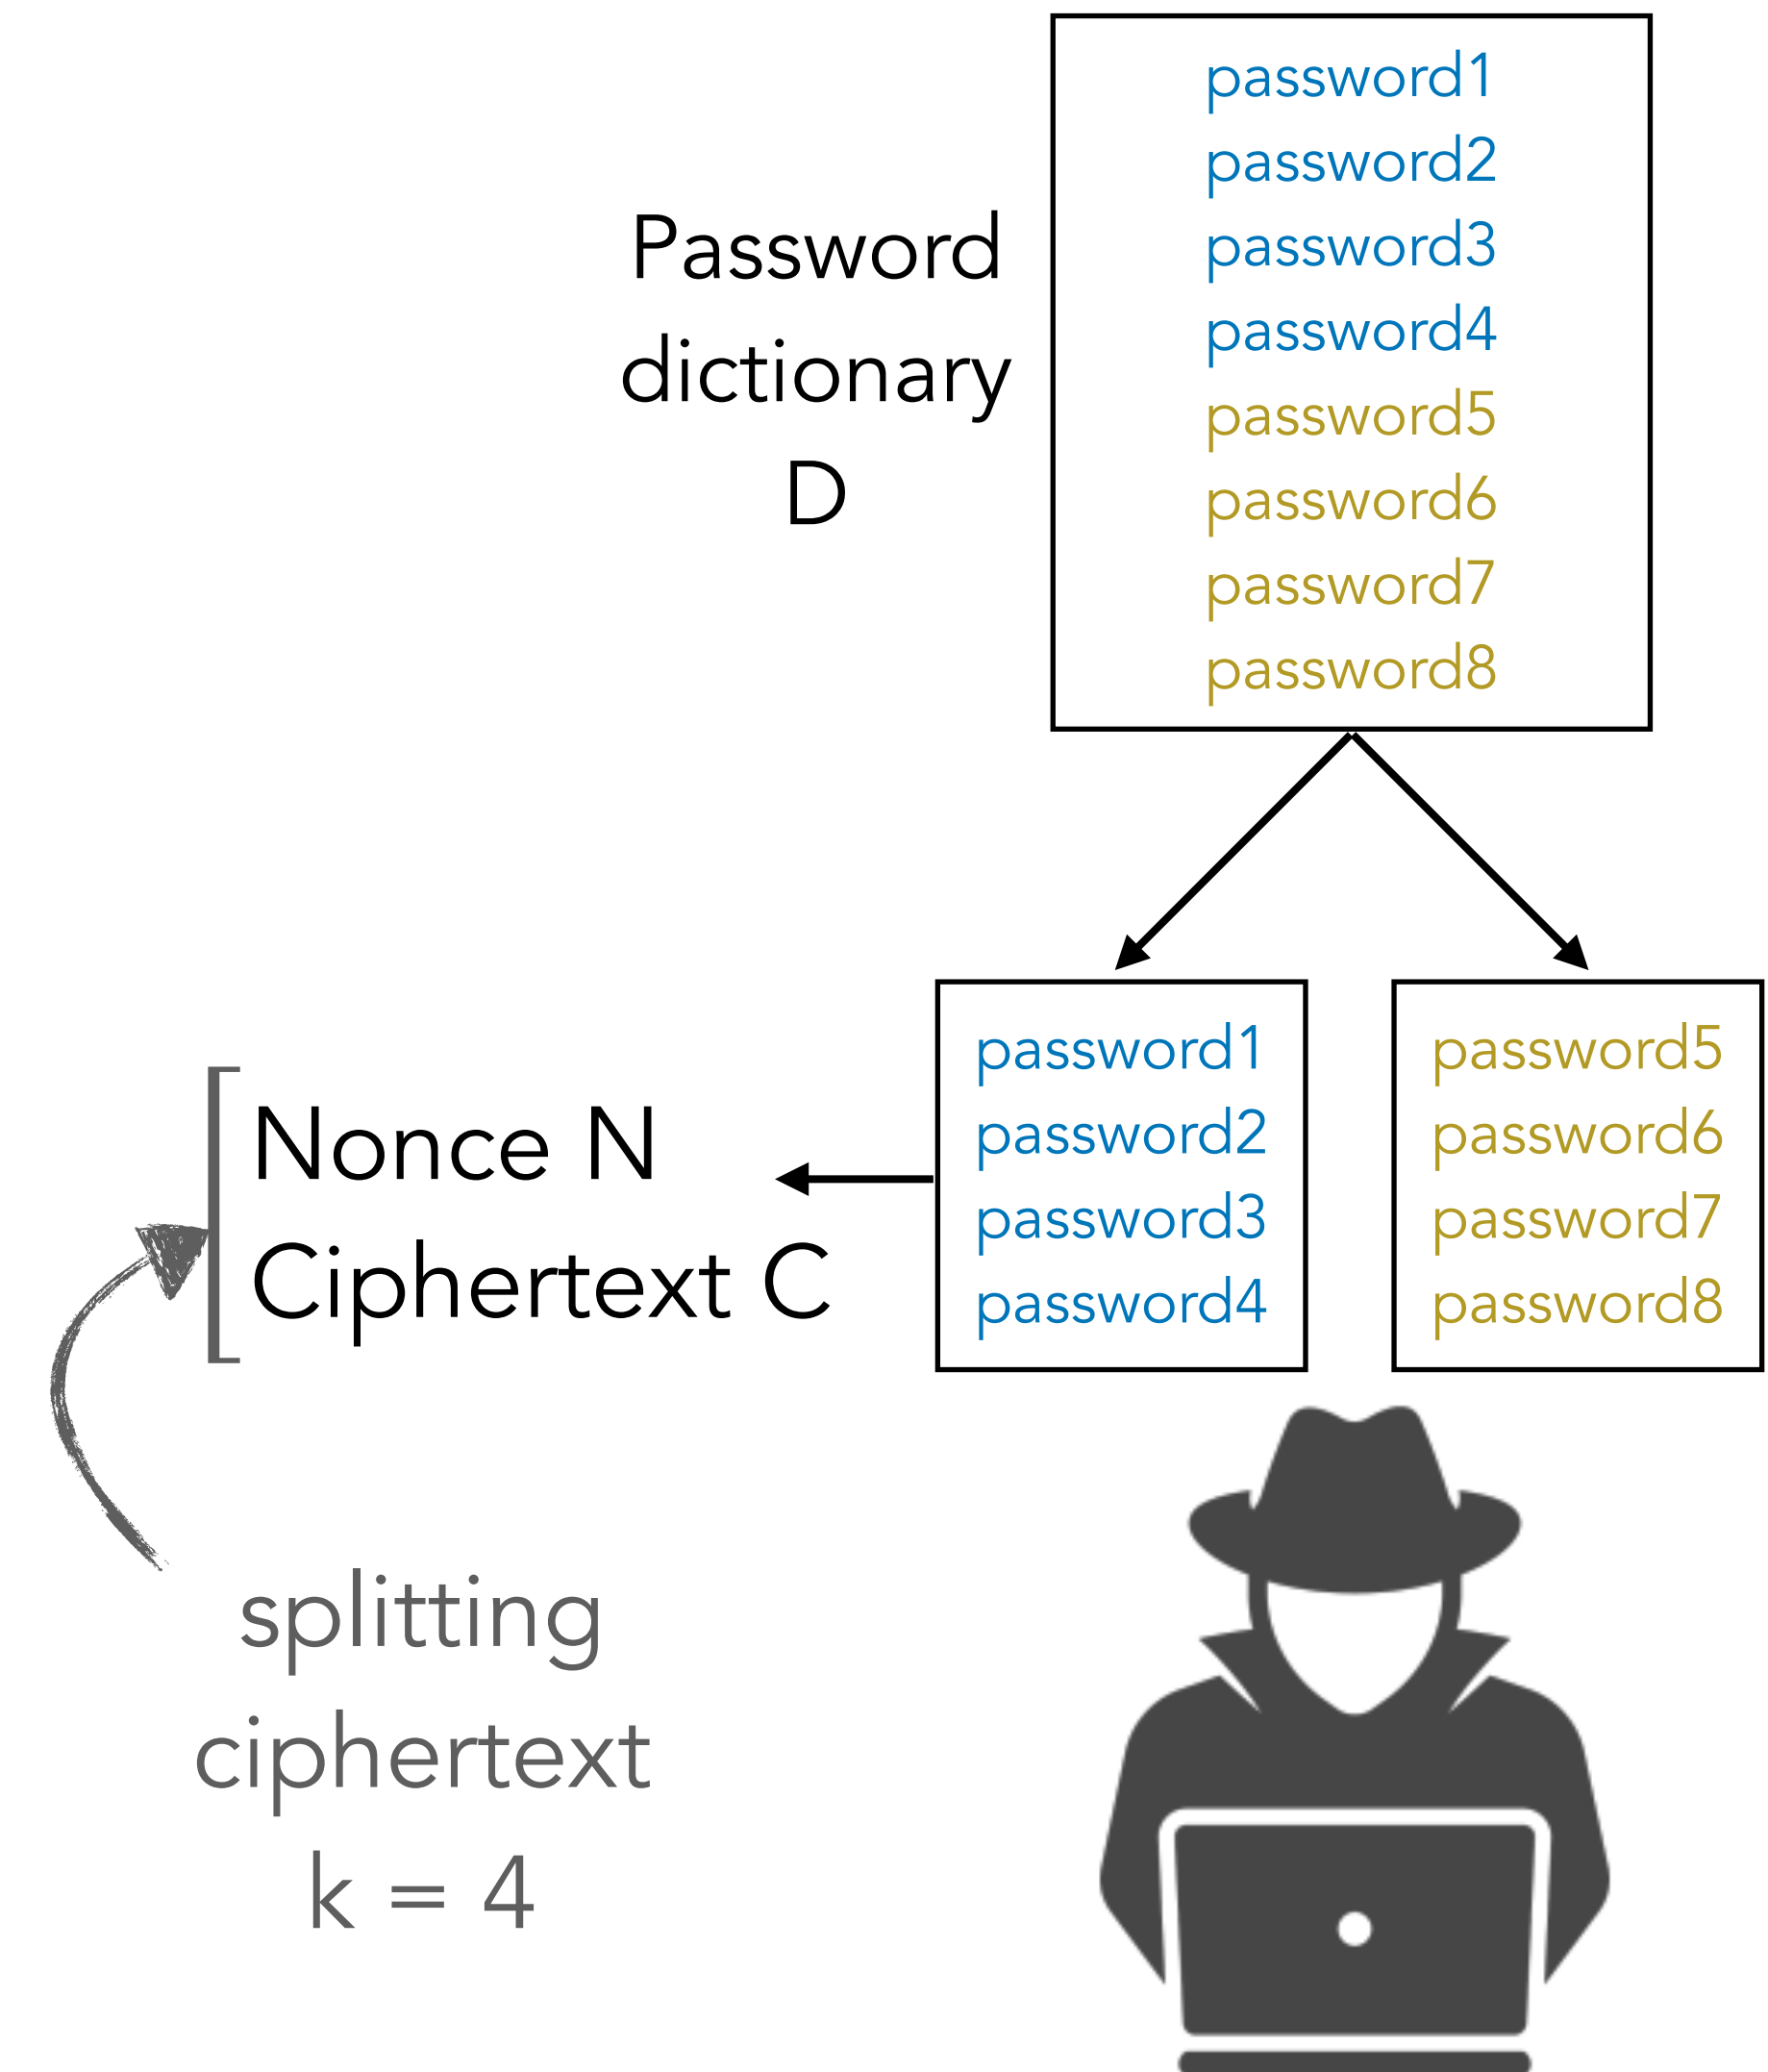 Password
dictionary
D
password1
password2
password3
password4
password5
password6
password7
password8
Nonce N
Ciphertext C
password1
password2
password3
password4
password5
password6
password7
password8
splitting
ciphertext
k = 4